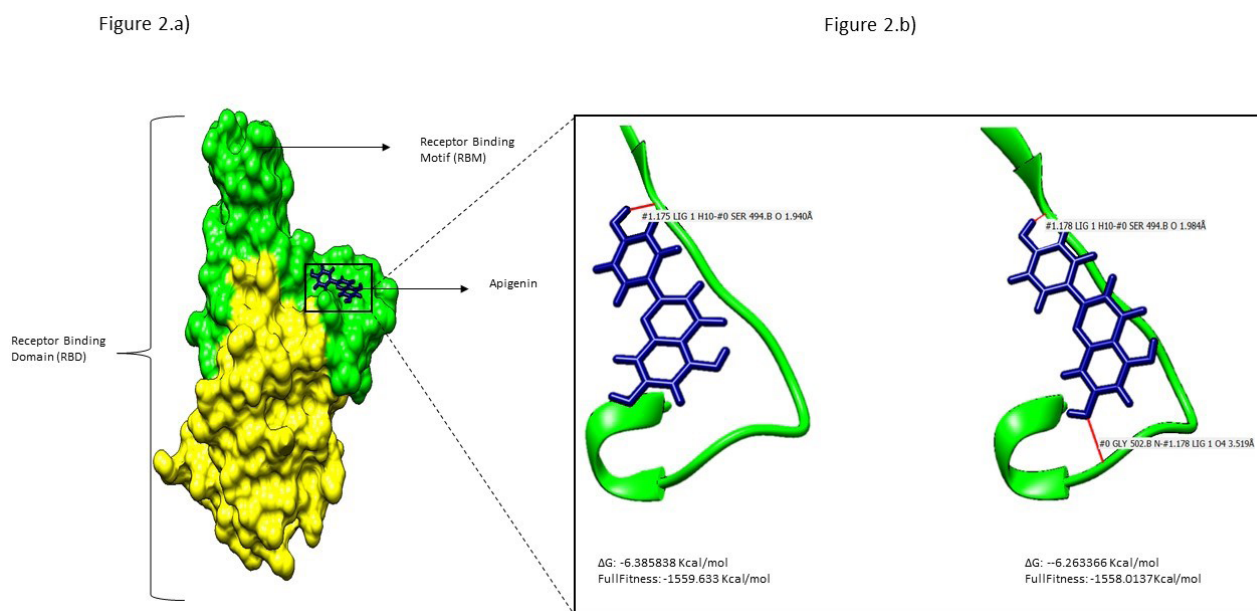 Figure 2.a)
Figure 2.b)
Receptor Binding
Motif (RBM)
Apigenin
Receptor Binding
Domain (RBD)
#1.175 LIG 1 H10-#0 SER 494.B O 1.940Å
#1.178 LIG 1 H10-#0 SER 494.B O 1.984Å
#0 GLY 502.B N-#1.178 LIG 1 O4 3.519Å
ΔG: -6.385838 Kcal/mol
FullFitness: -1559.633 Kcal/mol
ΔG: --6.263366 Kcal/mol
FullFitness: -1558.0137Kcal/mol